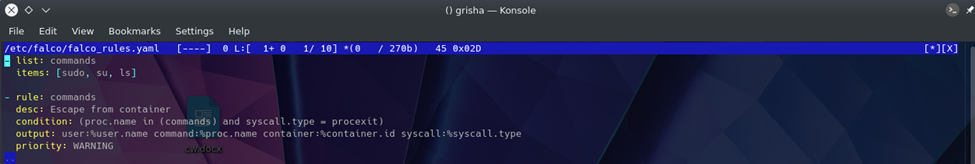 () grisha — Konsole
File Edit View Bookmarks Settings Help
/etc/falco/falco_rules.yaml [----] 0 L:[ 1+ 0 1/ 10] *(0 / 270b) 45 0x02D [*][X]
- list: commands
  items: [sudo, su, ls]

- rule: commands
  desc: Escape from container
  condition: (proc.name in (commands) and syscall.type = procexit)
  output: user:%user.name command:%proc.name container:%container.id syscall:%syscall.type
  priority: WARNING
cw.docx